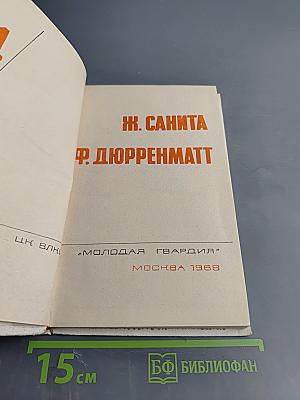 Ж. САНИТА
Ф. ДЮРРЕНМАТТ
ЦК ВЛК
«МОЛОДАЯ ГВАРДИЯ»
МОСКВА 1968
15 см
БФ БИБЛИОФАН